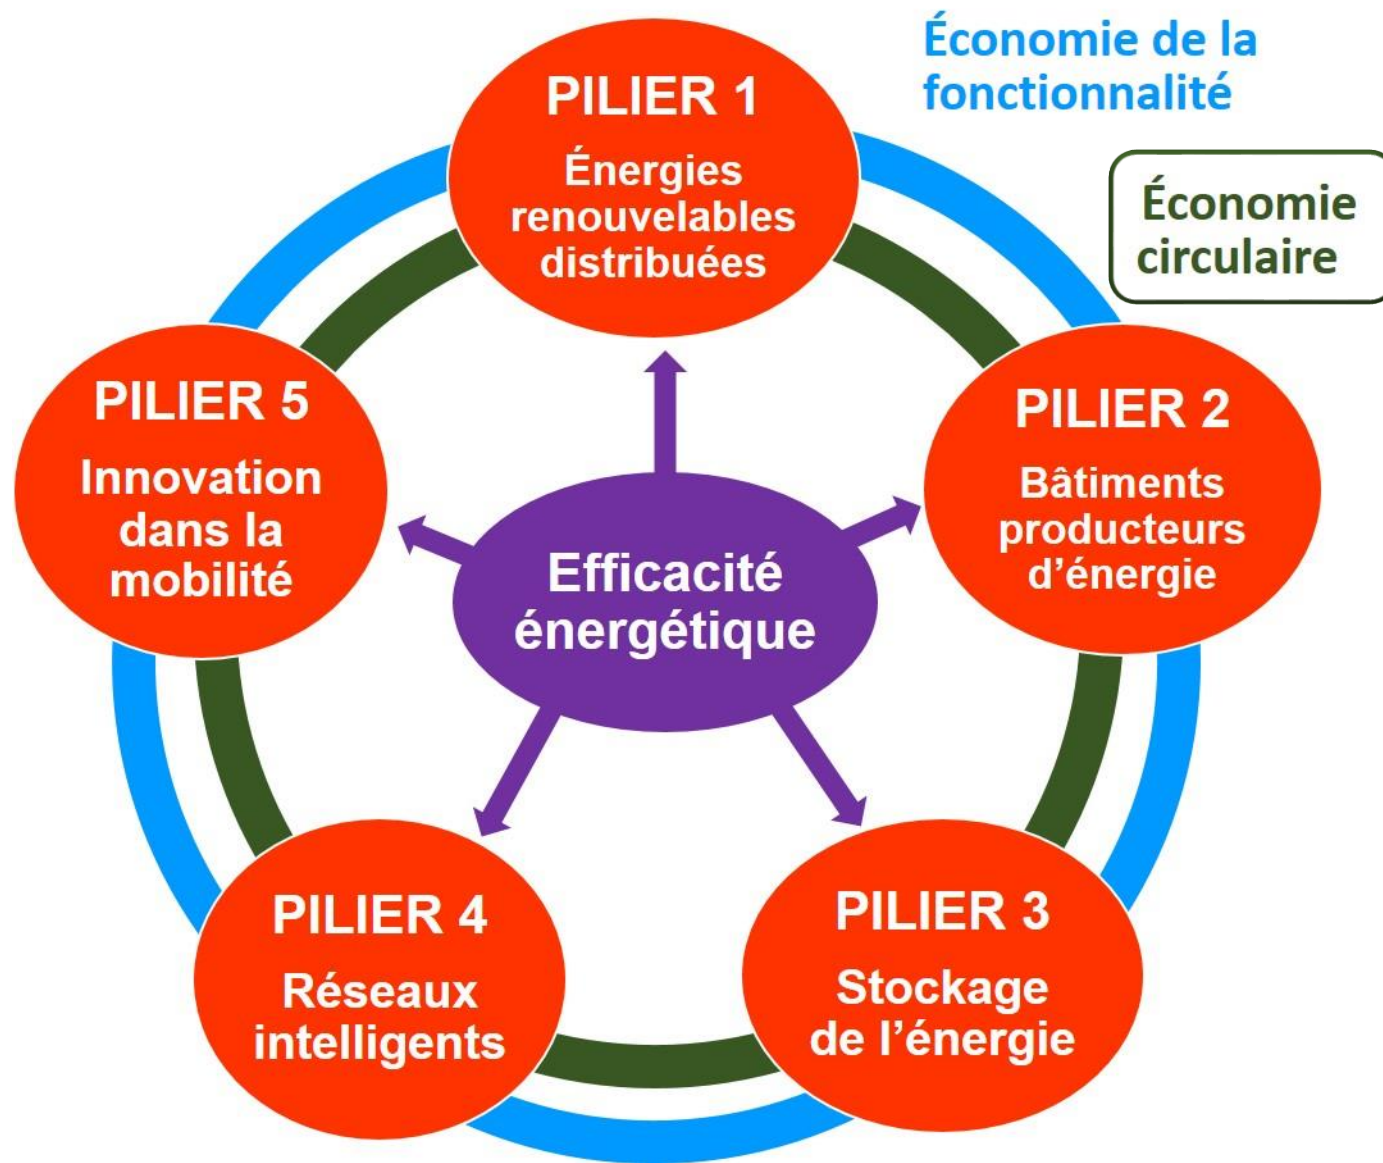 Économie de la
fonctionnalité
Économie
circulaire
PILIER 1
Énergies
renouvelables
distribuées
PILIER 2
Bâtiments
producteurs
d’énergie
PILIER 3
Stockage
de l’énergie
PILIER 4
Réseaux
intelligents
PILIER 5
Innovation
dans la
mobilité
Efficacité
énergétique